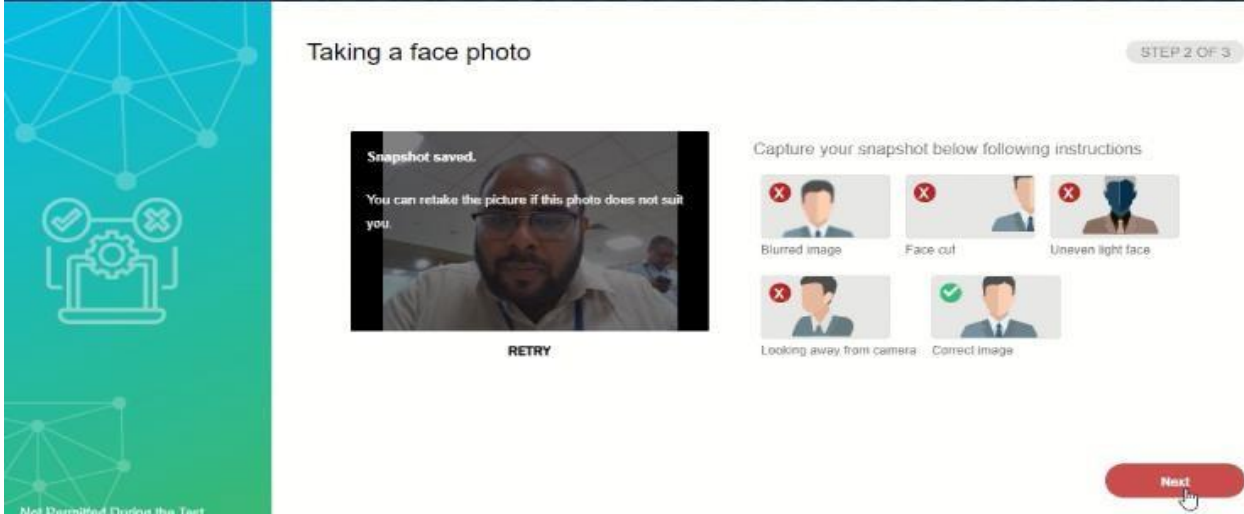 Taking a face photo
STEP 2 OF 3
Snapshot saved.
You can retake the picture if this photo does not suit
you.
RETRY
Capture your snapshot below following instructions
Blurred image
Face cut
Uneven light face
Looking away from camera
Correct image
Next
Not Permitted During the Test